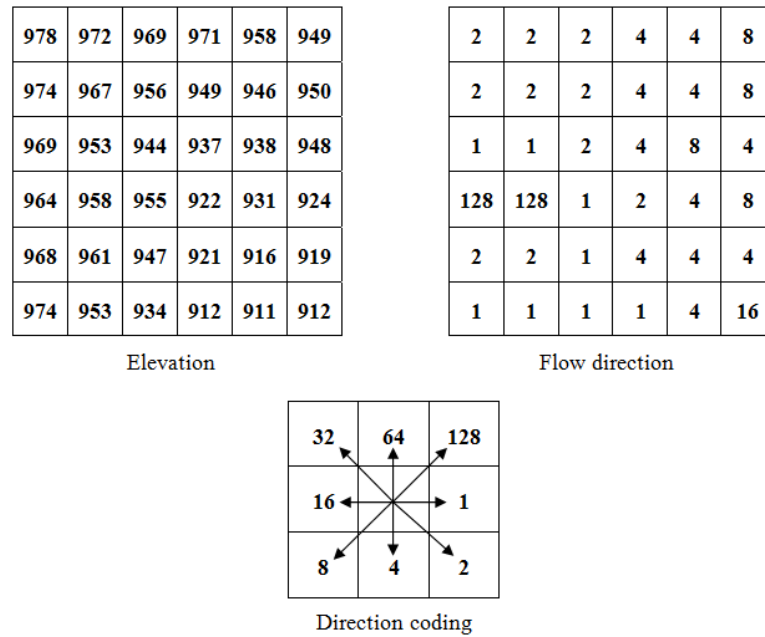 978 972 969 971 958 949 2 2 2 4 4 8
974 967 956 949 946 950 2 2 2 4 4 8
969 953 944 937 938 948 1 1 2 4 8 4
964 958 955 922 931 924 128 128 1 2 4 8
968 961 947 921 916 919 2 2 1 4 4 4
974 953 934 912 911 912 1 1 1 1 4 16
Elevation Flow direction
32 64 128
16 1
8 4 2
Direction coding